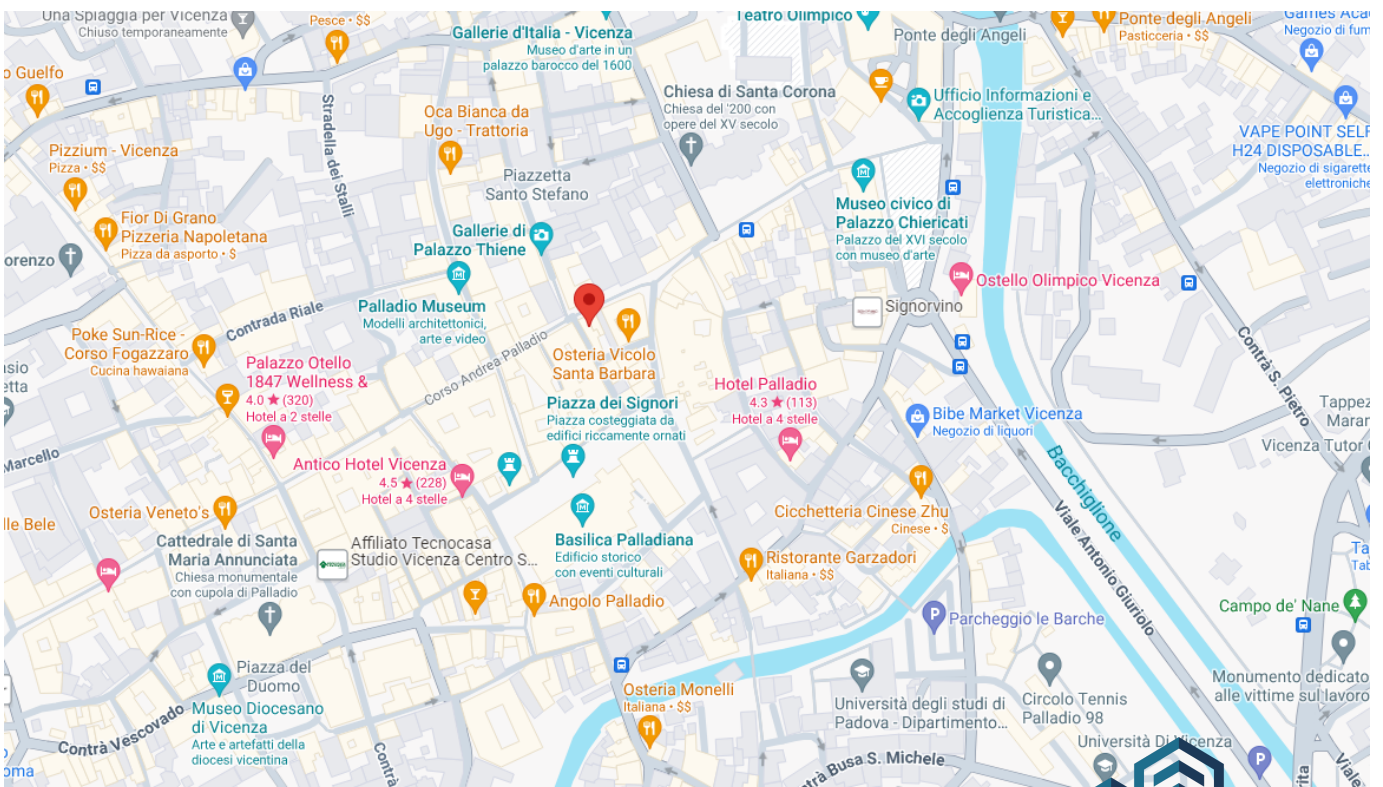 Una Spiaggia per Vicenza
Chiuso temporaneamente
Pesce • $$
Gallerie d'Italia - Vicenza
Museo d'arte in un
palazzo barocco del 1600
Teatro Olimpico
Ponte degli Angeli
Ponte degli Angeli
Pasticceria • $$
Games Aca
Negozio di fum
o Guelfo
Stradella dei Stalli
Oca Bianca da
Ugo - Trattoria
Chiesa di Santa Corona
Chiesa del '200 con
opere del XV secolo
Ufficio Informazioni e
Accoglienza Turistica...
VAPE POINT SELF
H24 DISPOSABLE...
Negozio di sigarette
elettroniche
Pizzium - Vicenza
Pizza • $$
Piazzetta
Santo Stefano
Museo civico di
Palazzo Chiericati
Palazzo del XVI secolo
con museo d'arte
Fior Di Grano
Pizzeria Napoletana
Pizza da asporto • $
Gallerie di
Palazzo Thiene
orenzo
Ostello Olimpico Vicenza
Palladio Museum
Modelli architettonici,
arte e video
Contrada Riale
Signorvino
Poke Sun-Rice -
Corso Fogazzaro
Cucina hawaiana
Corso Andrea Palladio
Osteria Vicolo
Santa Barbara
Contrà S. Pietro
asio
etta
Palazzo Otello
1847 Wellness &
4.0 ★ (320)
Hotel a 2 stelle
Hotel Palladio
4.3 ★ (113)
Hotel a 4 stelle
Piazza dei Signori
Piazza costeggiata da
edifici riccamente ornati
Bibe Market Vicenza
Negozio di liquori
Tappez
Marar
Vicenza Tutor
Marcello
Antico Hotel Vicenza
4.5 ★ (228)
Hotel a 4 stelle
Bacchiglione
lle Bele
Osteria Veneto's
Cicchetteria Cinese Zhu
Cinese • $
Cattedrale di Santa
Maria Annunciata
Chiesa monumentale
con cupola di Palladio
Affiliato Tecnocasa
Studio Vicenza Centro S...
Basilica Palladiana
Edificio storico
con eventi culturali
Viale Antonio Giuriolo
Ta
Tab
Ristorante Garzadori
Italiana • $$
Angolo Palladio
Parcheggio le Barche
Campo de' Nane
Piazza del
Duomo
Museo Diocesano
di Vicenza
Arte e artefatti della
diocesi vicentina
Osteria Monelli
Italiana • $$
Università degli studi di
Padova - Dipartimento...
Circolo Tennis
Palladio 98
Monumento dedicato
alle vittime sul lavoro
Contrà Vescovado
Contrà
Università Di Vicenza
trà Busa S. Michele
oma
rita
Viale